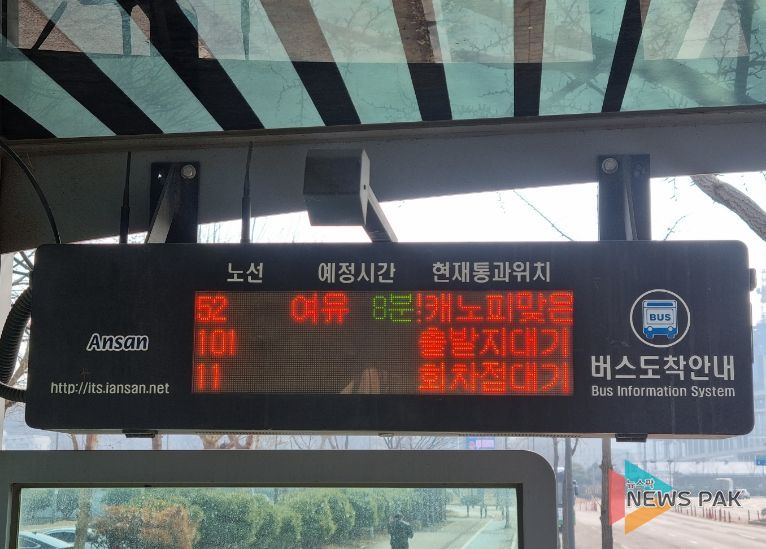 노선 예정시간 현재통과위치
52 여유 8분 캐노피맞은
101 출발지대기
11 회차점대기
Ansan
http://its.iansan.net
BUS
버스도착안내
Bus Information System
뉴스팍
NEWS PAK